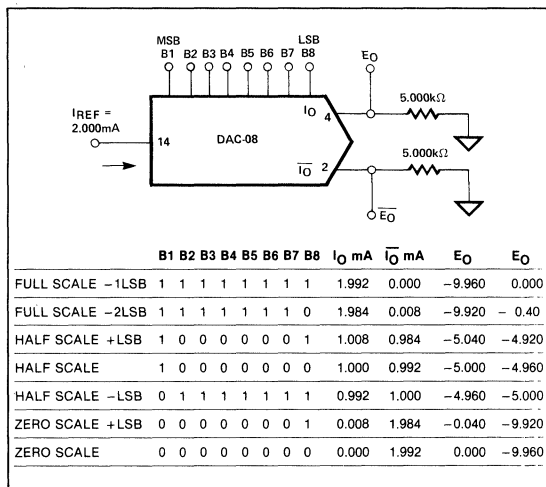 MSB LSB
B1 B2 B3 B4 B5 B6 B7 B8
EO
IREF =
2.000mA
14
DAC-08
IO 4
5.000kΩ
IO 2
5.000kΩ
EO
B1 B2 B3 B4 B5 B6 B7 B8 IO mA IO mA EO EO
FULL SCALE −1LSB 1 1 1 1 1 1 1 1 1.992 0.000 −9.960 0.000
FULL SCALE −2LSB 1 1 1 1 1 1 1 0 1.984 0.008 −9.920 − 0.40
HALF SCALE +LSB 1 0 0 0 0 0 0 1 1.008 0.984 −5.040 −4.920
HALF SCALE 1 0 0 0 0 0 0 0 1.000 0.992 −5.000 −4.960
HALF SCALE −LSB 0 1 1 1 1 1 1 1 0.992 1.000 −4.960 −5.000
ZERO SCALE +LSB 0 0 0 0 0 0 0 1 0.008 1.984 −0.040 −9.920
ZERO SCALE 0 0 0 0 0 0 0 0 0.000 1.992 0.000 −9.960